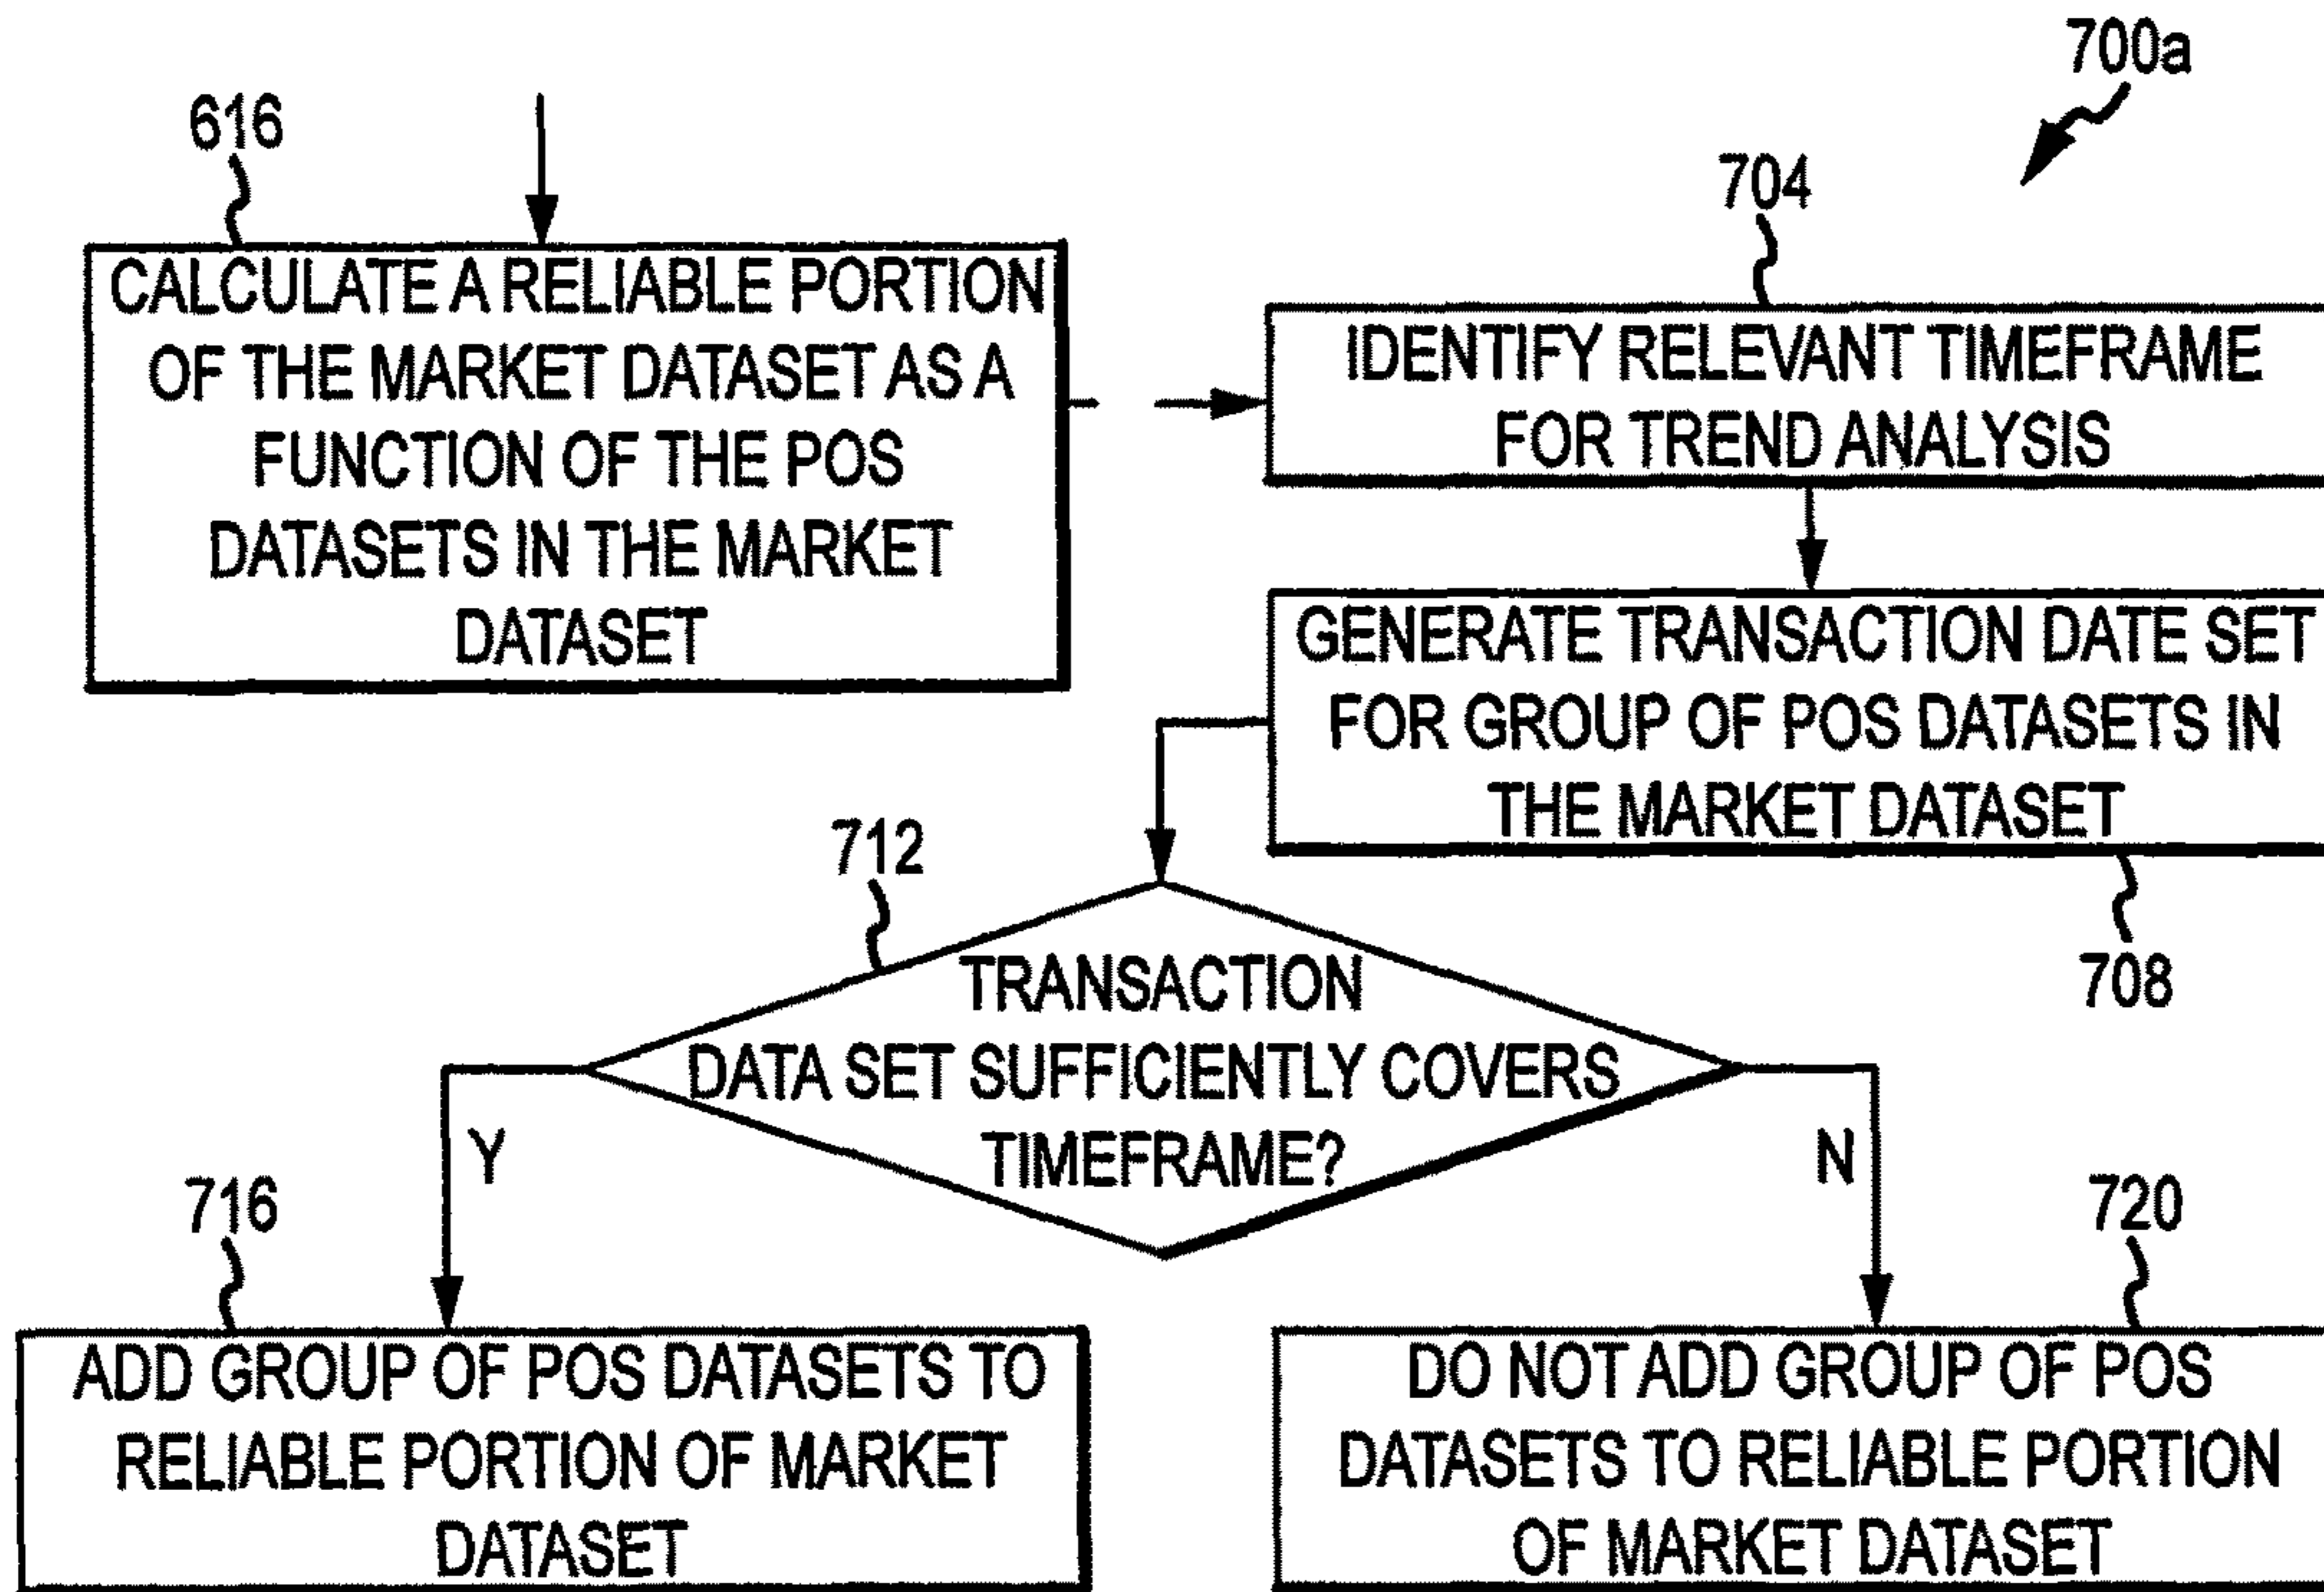 700a
616
CALCULATE A RELIABLE PORTION
OF THE MARKET DATASET AS A
FUNCTION OF THE POS
DATASETS IN THE MARKET
DATASET
704
IDENTIFY RELEVANT TIMEFRAME
FOR TREND ANALYSIS
GENERATE TRANSACTION DATE SET
FOR GROUP OF POS DATASETS IN
THE MARKET DATASET
708
712
TRANSACTION
DATA SET SUFFICIENTLY COVERS
TIMEFRAME?
Y
N
716
ADD GROUP OF POS DATASETS TO
RELIABLE PORTION OF MARKET
DATASET
720
DO NOT ADD GROUP OF POS
DATASETS TO RELIABLE PORTION
OF MARKET DATASET